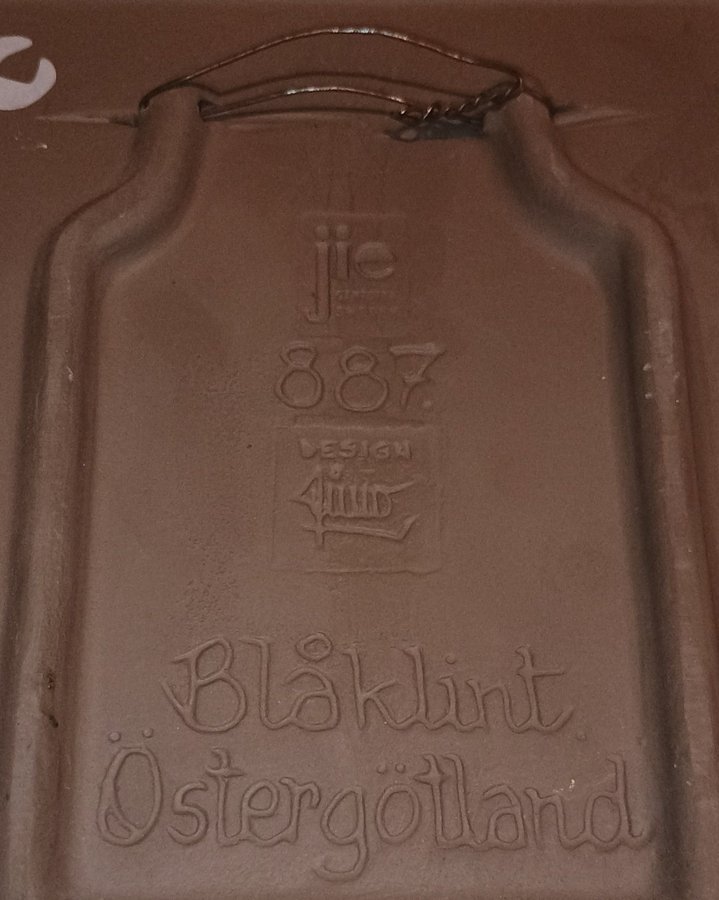 jie
887.
DESIGN
Blåklint.
Östergötland